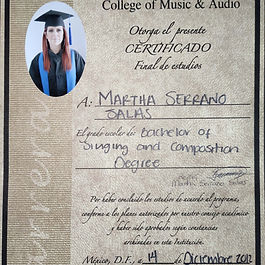 College of Music & Audio
Otorga el presente
CERTIFICADO
Final de estudios
A: MARTHA SERRANO
SALAS
El grado escolar de: Bachelor of
Singing and Composition
Degree
Martha Serrano Salas
Por haber concluído los estudios de acuerdo al programa,
conforme a los planes autorizados por nuestro consejo académico
y haber sido aprobados según constancias
archivadas en esta Institución.
México, D.F., a 14 de Diciembre 2012